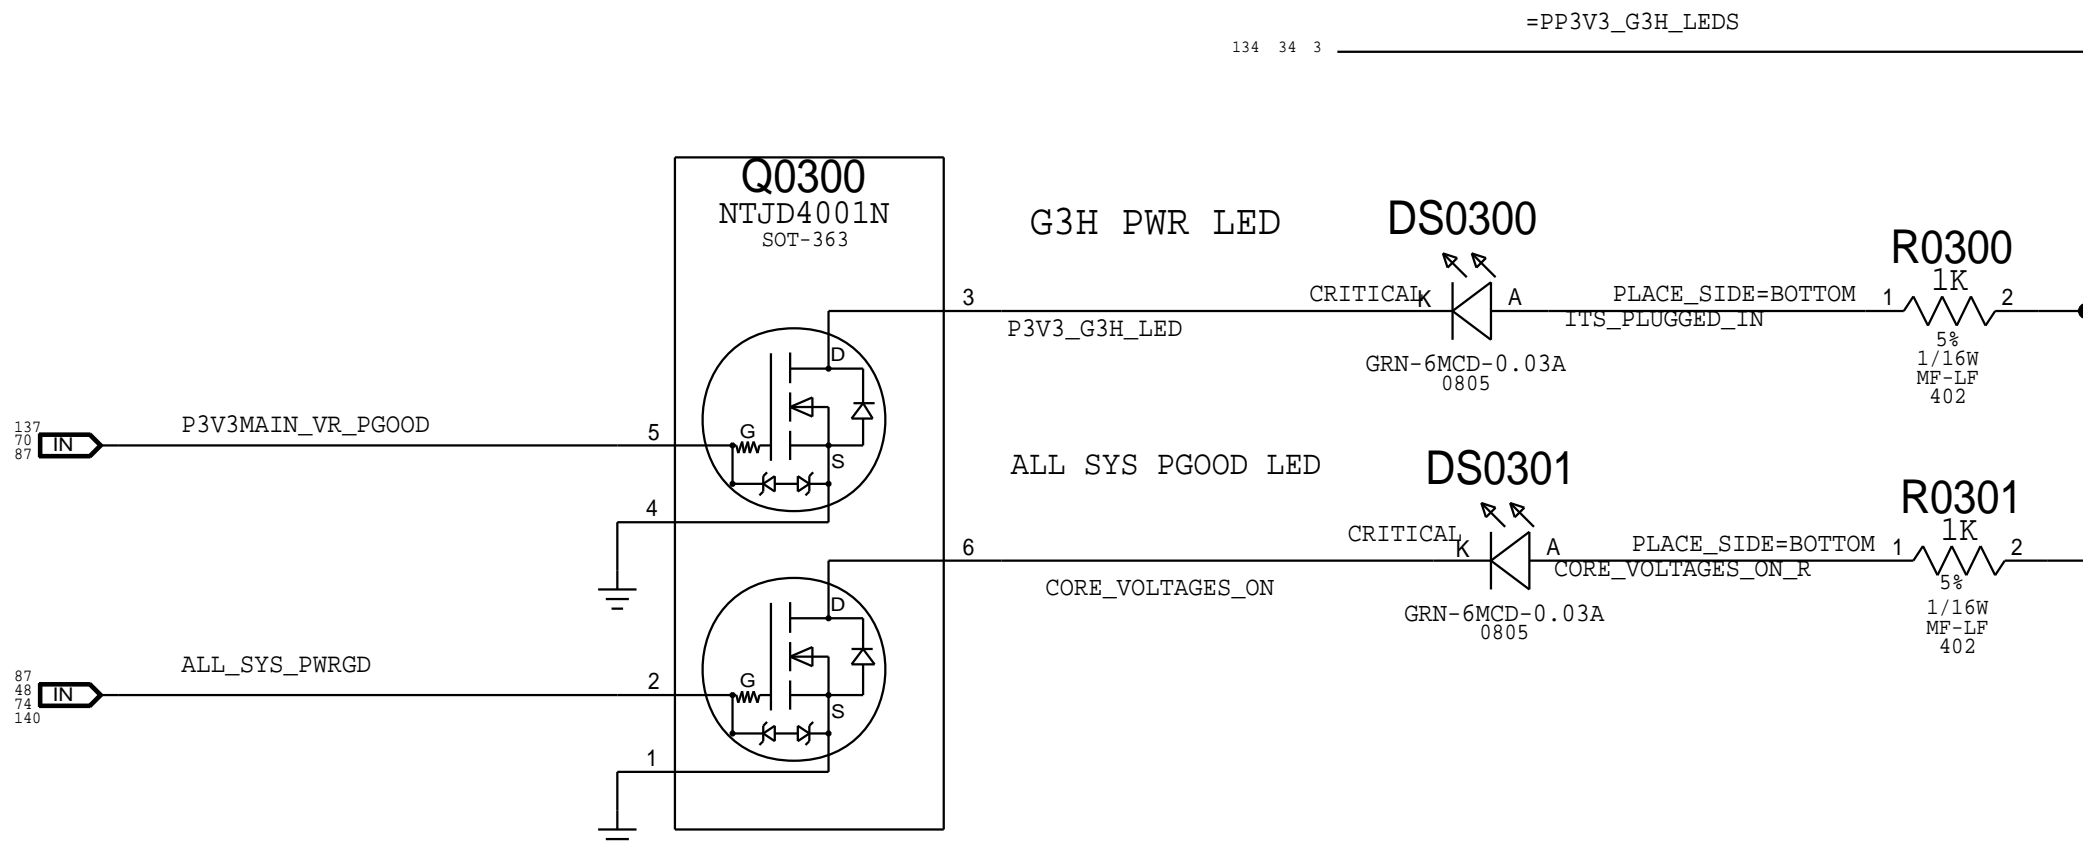 =PP3V3_G3H_LEDS
134 34 3
Q0300
NTJD4001N
SOT-363
G3H PWR LED
DS0300
R0300
1K
3
CRITICAL
K
A
PLACE_SIDE=BOTTOM
1
2
P3V3_G3H_LED
ITS_PLUGGED_IN
5%
1/16W
MF-LF
402
GRN-6MCD-0.03A
0805
D
137
70
87
IN
P3V3MAIN_VR_PGOOD
5
G
S
4
ALL SYS PGOOD LED
DS0301
R0301
1K
6
CRITICAL
K
A
PLACE_SIDE=BOTTOM
1
2
CORE_VOLTAGES_ON
CORE_VOLTAGES_ON_R
5%
1/16W
MF-LF
402
GRN-6MCD-0.03A
0805
D
87
48
74
140
IN
ALL_SYS_PWRGD
2
G
S
1